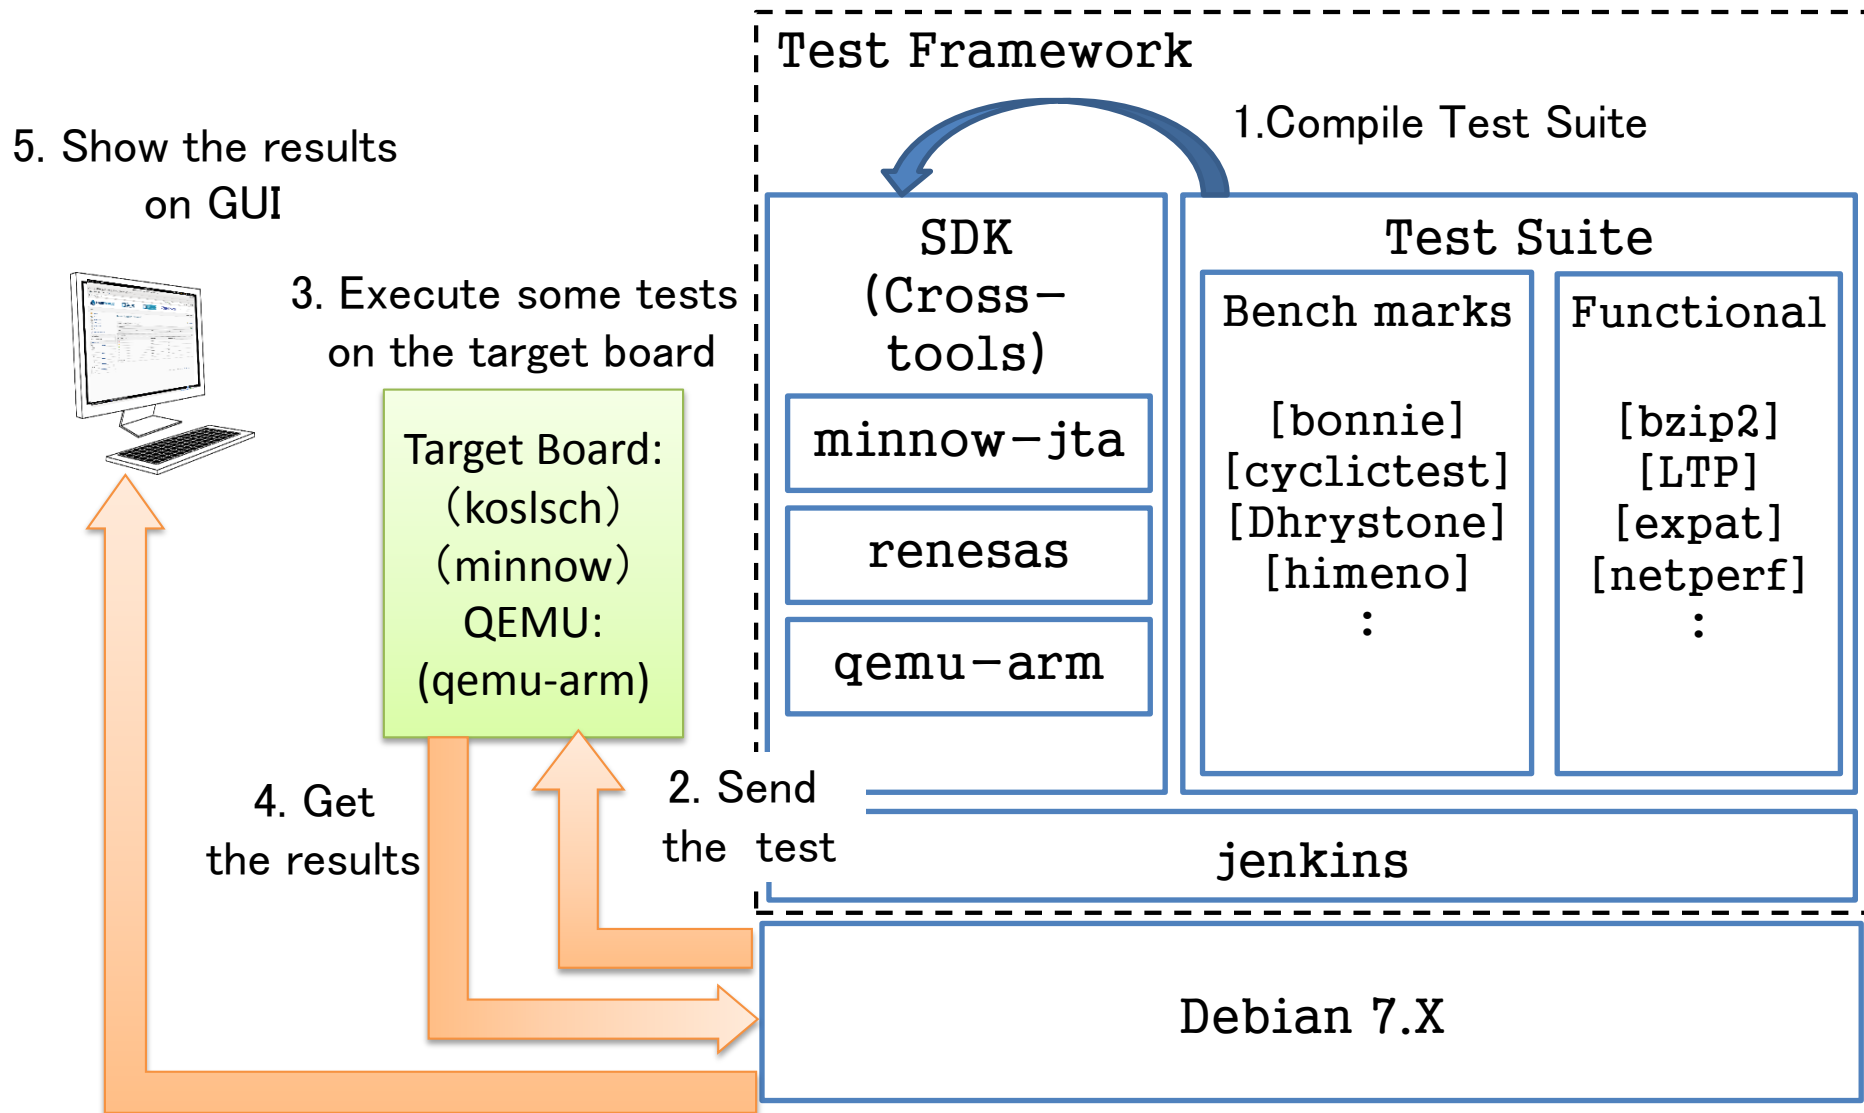 Test Framework
1.Compile Test Suite
5. Show the results
on GUI
3. Execute some tests
on the target board
Target Board:
（koslsch）
（minnow）
QEMU:
(qemu-arm)
4. Get
the results
2. Send
the test
SDK
(Cross-
tools)
minnow-jta
renesas
qemu-arm
Test Suite
Bench marks
[bonnie]
[cyclictest]
[Dhrystone]
[himeno]
:
Functional
[bzip2]
[LTP]
[expat]
[netperf]
:
jenkins
Debian 7.X